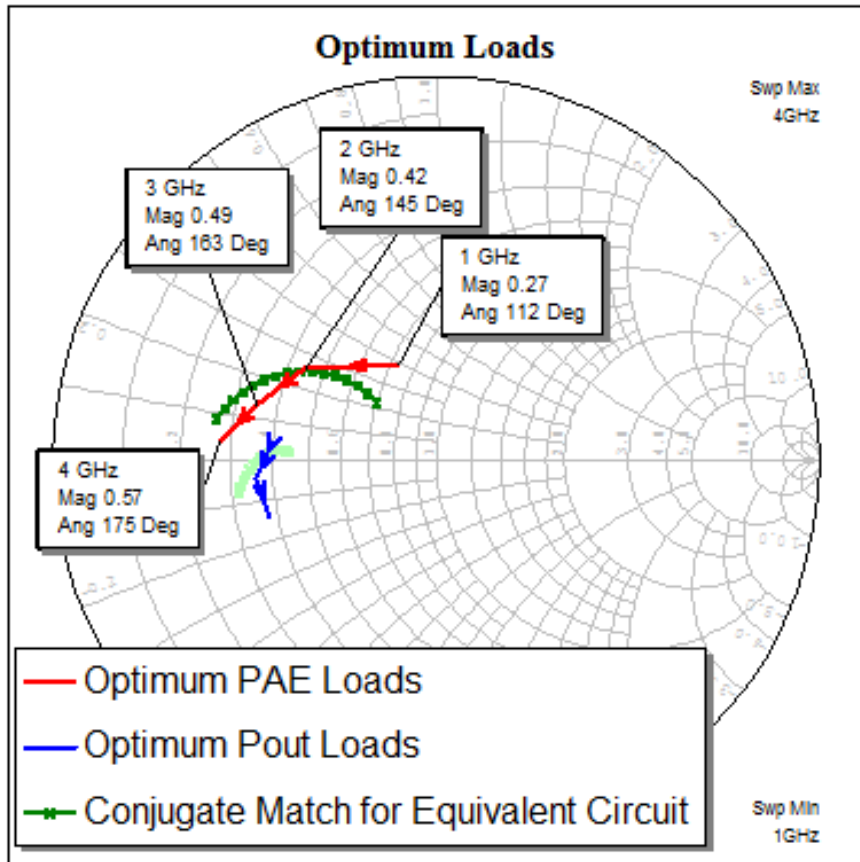 Optimum Loads
Swp Max
4GHz
2 GHz
Mag 0.42
Ang 145 Deg
3 GHz
Mag 0.49
Ang 163 Deg
1 GHz
Mag 0.27
Ang 112 Deg
4 GHz
Mag 0.57
Ang 175 Deg
Optimum PAE Loads
Optimum Pout Loads
Conjugate Match for Equivalent Circuit
Swp Min
1GHz